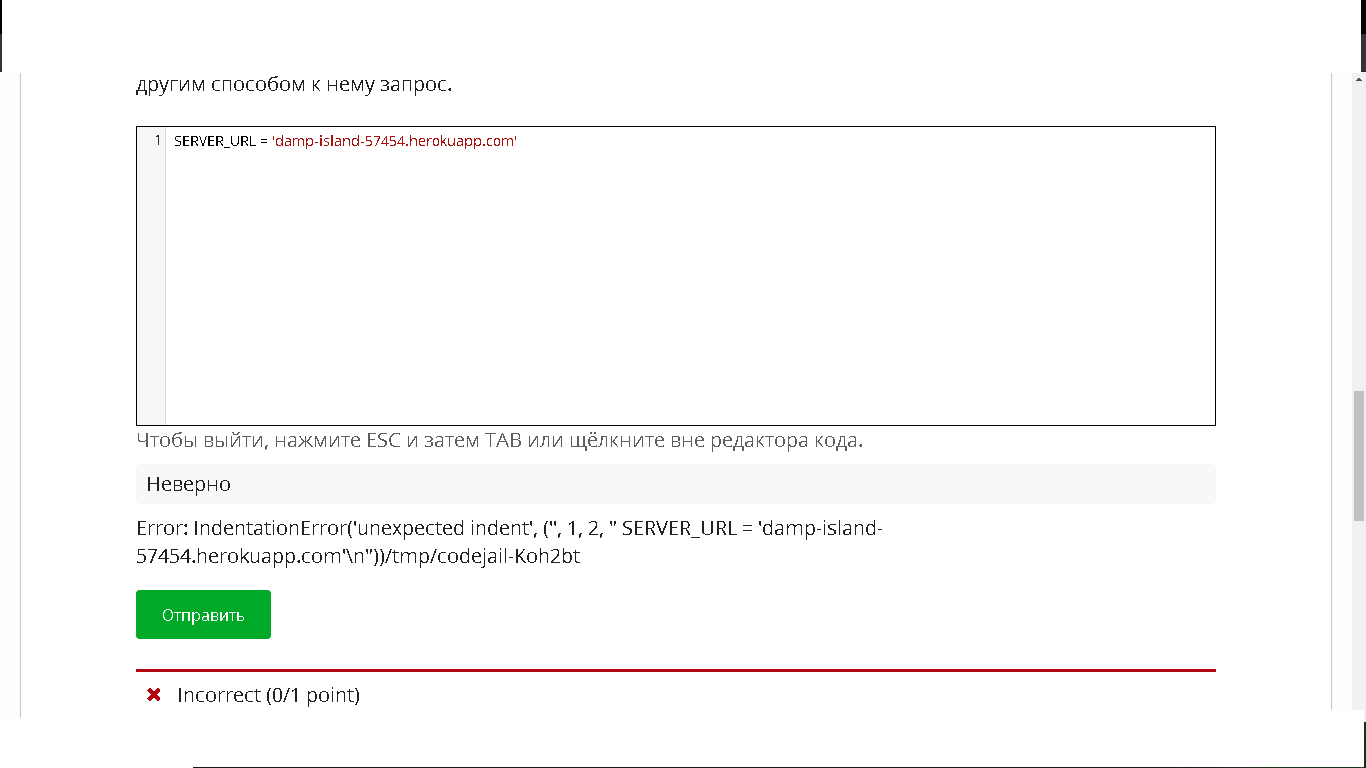 другим способом к нему запрос.
1 SERVER_URL = 'damp-island-57454.herokuapp.com'
Чтобы выйти, нажмите ESC и затем TAB или щёлкните вне редактора кода.
Неверно
Error: IndentationError('unexpected indent', ('', 1, 2, " SERVER_URL = 'damp-island-
57454.herokuapp.com'\n"))/tmp/codejail-Koh2bt
Отправить
✖ Incorrect (0/1 point)